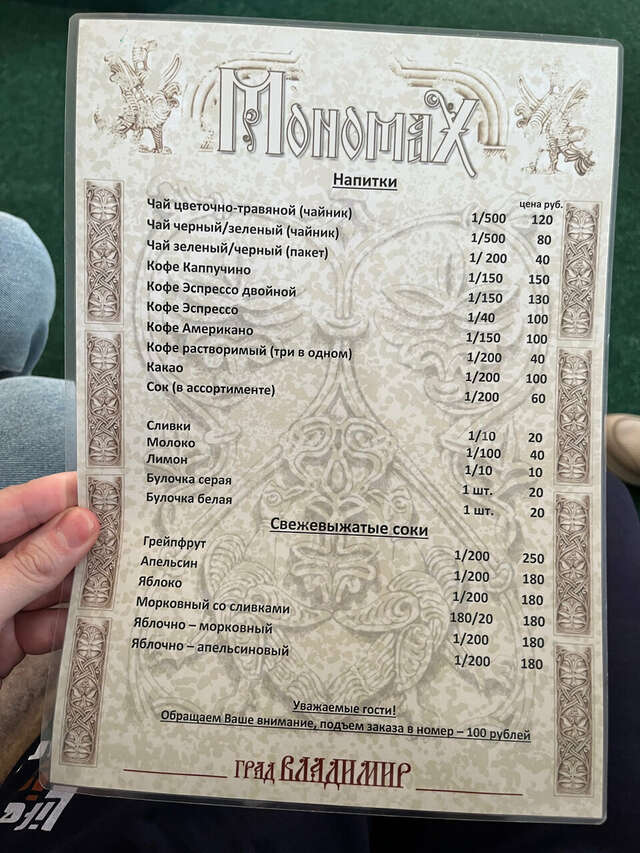 Мономах
Напитки
цена руб.
Чай цветочно-травяной (чайник) 1/500 120
Чай черный/зеленый (чайник) 1/500 80
Чай зеленый/черный (пакет) 1/ 200 40
Кофе Каппучино 1/150 150
Кофе Эспрессо двойной 1/150 130
Кофе Эспрессо 1/40 100
Кофе Американо 1/150 100
Кофе растворимый (три в одном) 1/200 40
Какао 1/200 100
Сок (в ассортименте) 1/200 60
Сливки 1/10 20
Молоко 1/100 40
Лимон 1/10 10
Булочка серая 1 шт. 20
Булочка белая 1 шт. 20
Свежевыжатые соки
Грейпфрут 1/200 250
Апельсин 1/200 180
Яблоко 1/200 180
Морковный со сливками 180/20 180
Яблочно – морковный 1/200 180
Яблочно – апельсиновый 1/200 180
Уважаемые гости!
Обращаем Ваше внимание, подъем заказа в номер – 100 рублей
град ВЛАДИМИР
life